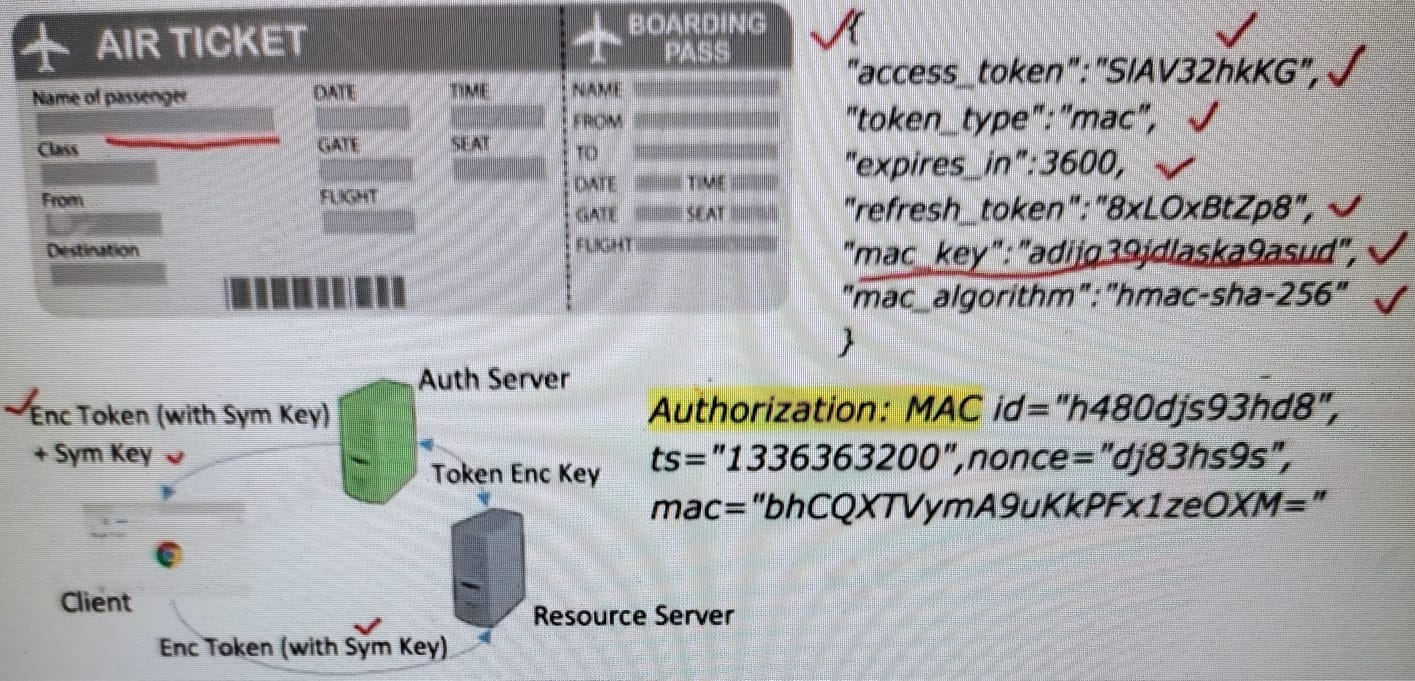 AIR TICKET
Name of passenger
DATE
TIME
Class
GATE
SEAT
From
FLIGHT
Destination
BOARDING
PASS
NAME
FROM
TO
DATE TIME
GATE SEAT
FLIGHT
{
"access_token":"SlAV32hkKG",
"token_type":"mac",
"expires_in":3600,
"refresh_token":"8xLOxBtZp8",
"mac_key":"adijq39jdlaska9asud",
"mac_algorithm":"hmac-sha-256"
}
Auth Server
Enc Token (with Sym Key)
+ Sym Key
Token Enc Key
Client
Resource Server
Enc Token (with Sym Key)
Authorization: MAC id="h480djs93hd8",
ts="1336363200",nonce="dj83hs9s",
mac="bhCQXTVymA9uKkPFx1zeOXM="